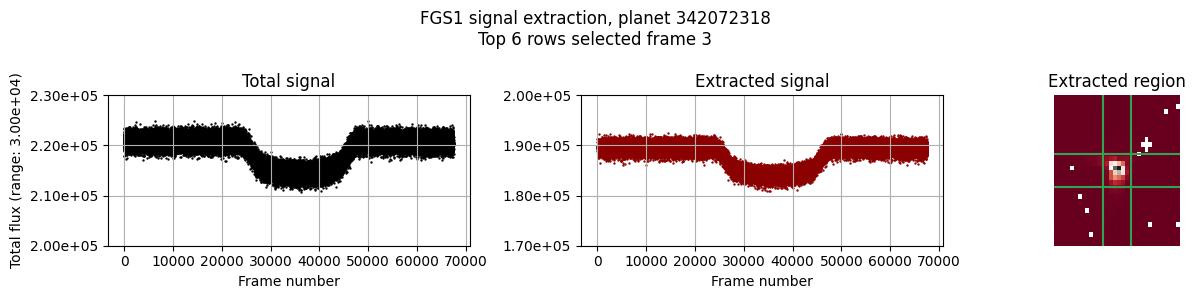 FGS1 signal extraction, planet 342072318
Top 6 rows selected frame 3
Total signal
Extracted signal
Extracted region
Total flux (range: 3.00e+04)
2.30e+05
2.20e+05
2.10e+05
2.00e+05
0 10000 20000 30000 40000 50000 60000 70000
Frame number
2.00e+05
1.90e+05
1.80e+05
1.70e+05
0 10000 20000 30000 40000 50000 60000 70000
Frame number